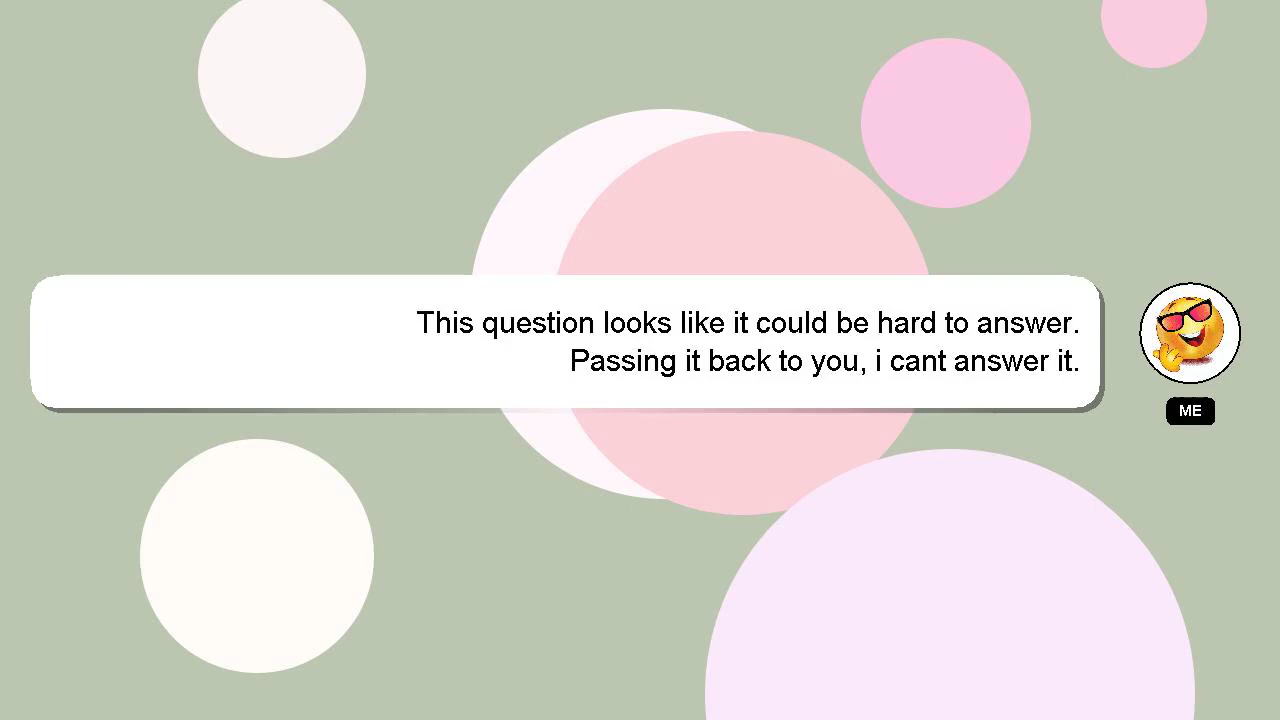 This question looks like it could be hard to answer.
Passing it back to you, i cant answer it.
ME